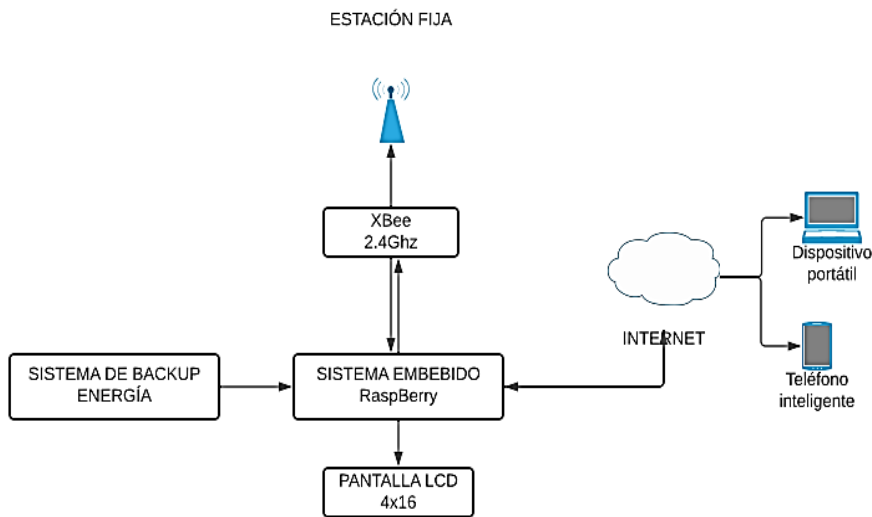 ESTACIÓN FIJA
XBee
2.4Ghz
Dispositivo
portátil
INTERNET
SISTEMA DE BACKUP
ENERGÍA
SISTEMA EMBEBIDO
RaspBerry
Teléfono
inteligente
PANTALLA LCD
4x16